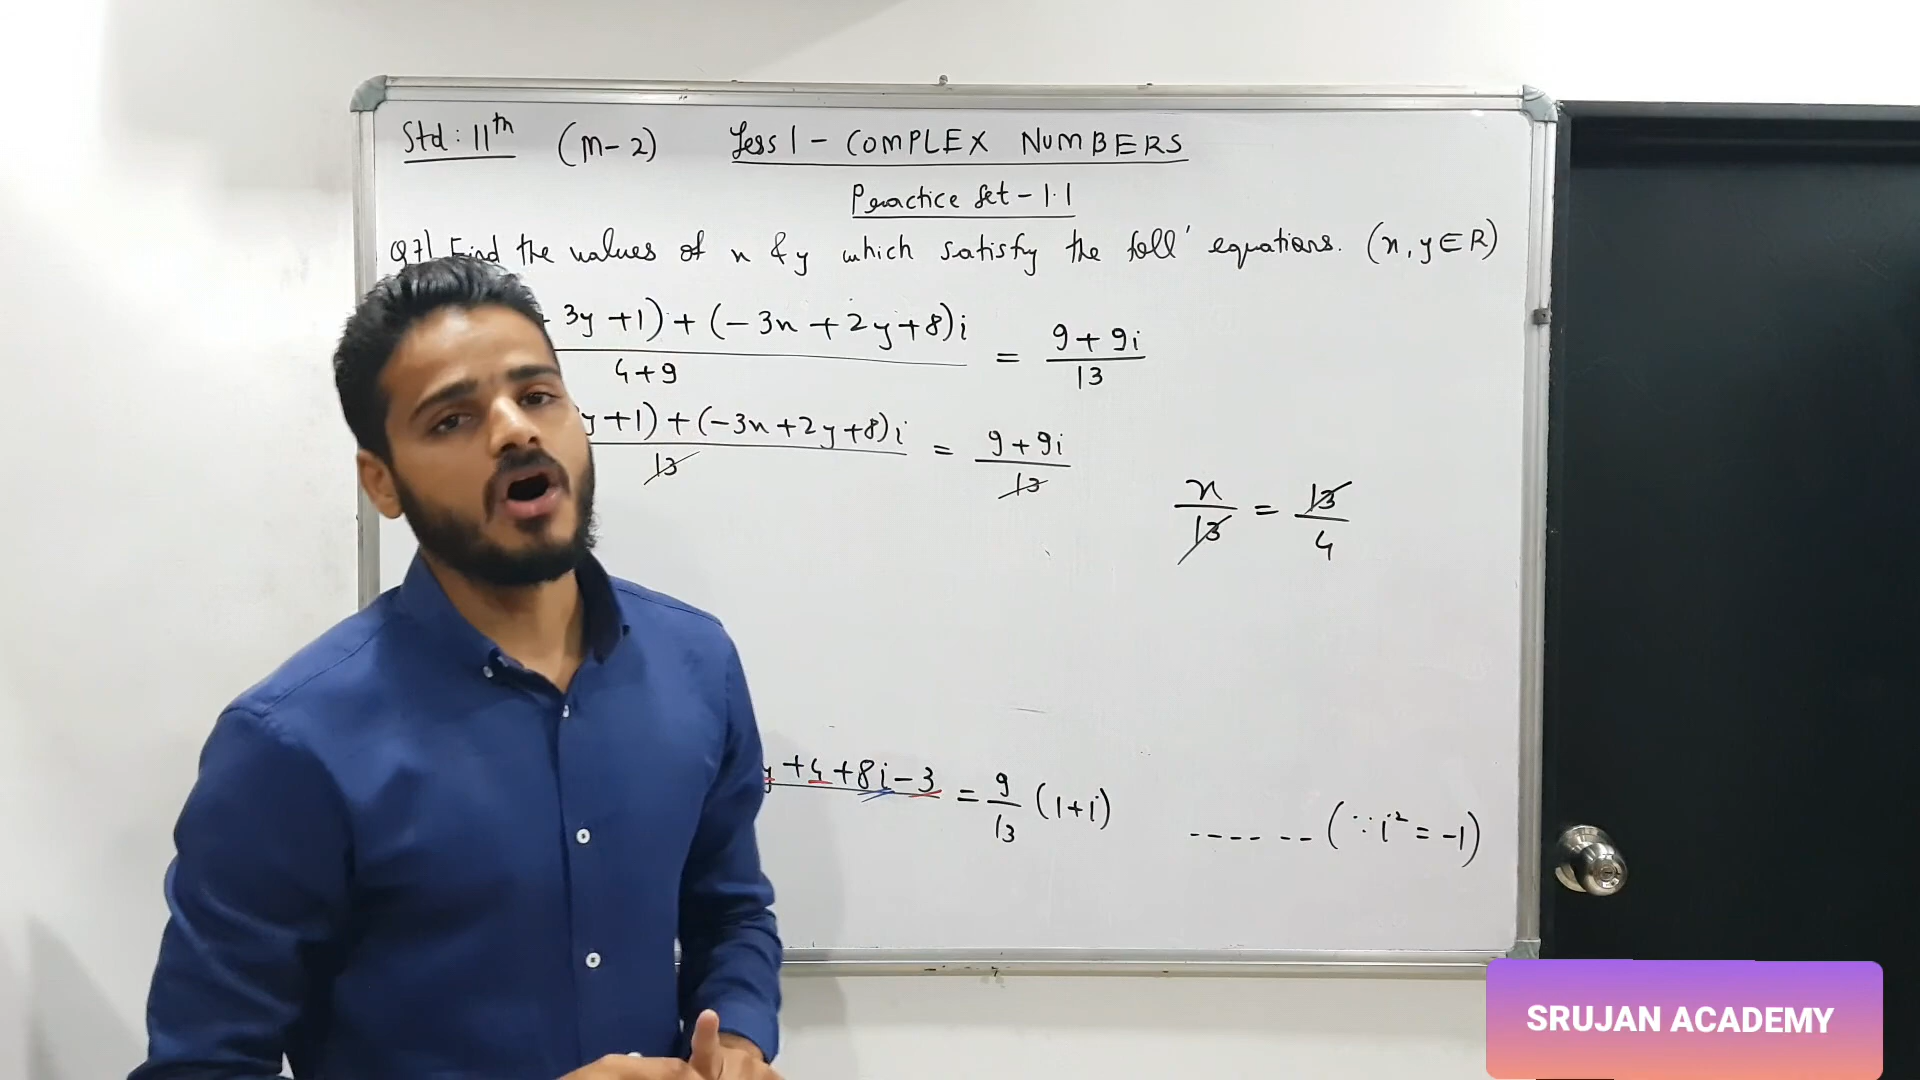 Std: 11th (M-2) Less 1 - COMPLEX NUMBERS
Practice Set - 1.1
Q7) Find the values of x & y which satisfy the foll' equations. (x, y ∈ R)
3y + 1) + (-3x + 2y + 8)i = 9 + 9i
4 + 9 13
y + 1) + (-3x + 2y + 8)i = 9 + 9i
13 13
x = 13
13 4
y + 4 + 8i - 3 = 9 (1 + i) ------ (∵ i² = -1)
13
SRUJAN ACADEMY